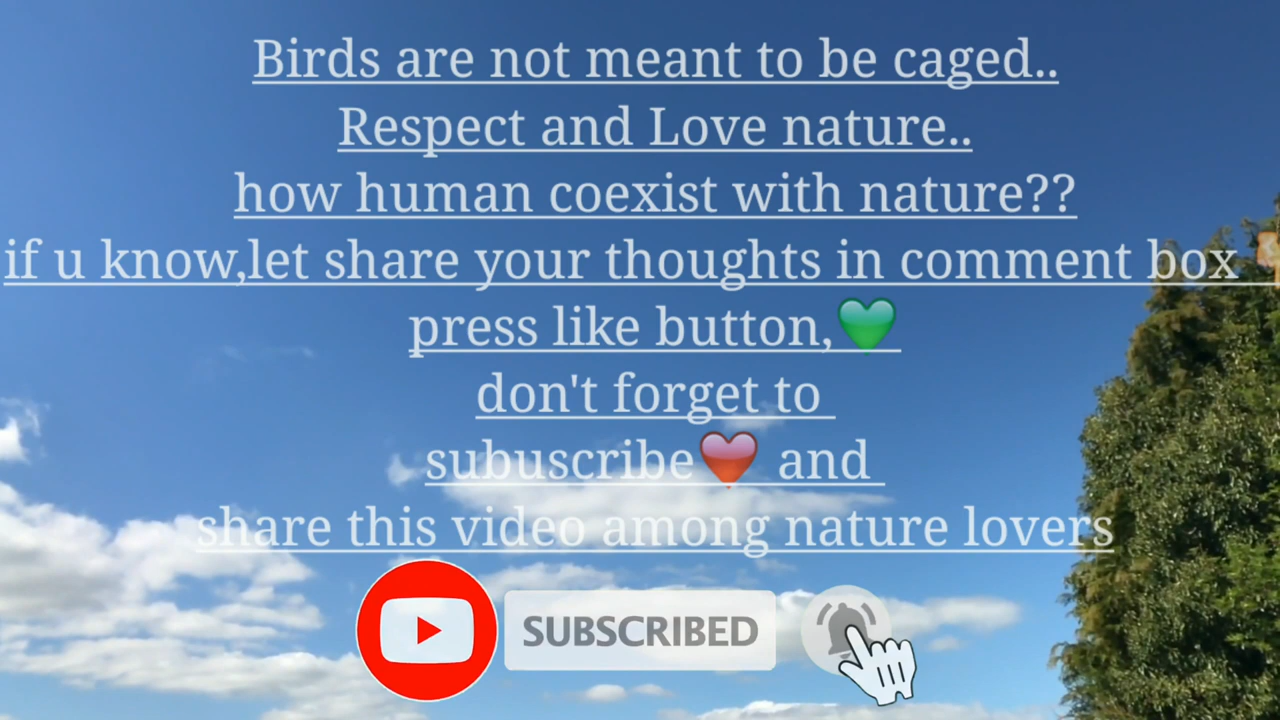 Birds are not meant to be caged..
Respect and Love nature..
how human coexist with nature??
if u know,let share your thoughts in comment box
press like button,💚
don't forget to
subuscribe❤️ and
share this video among nature lovers
SUBSCRIBED